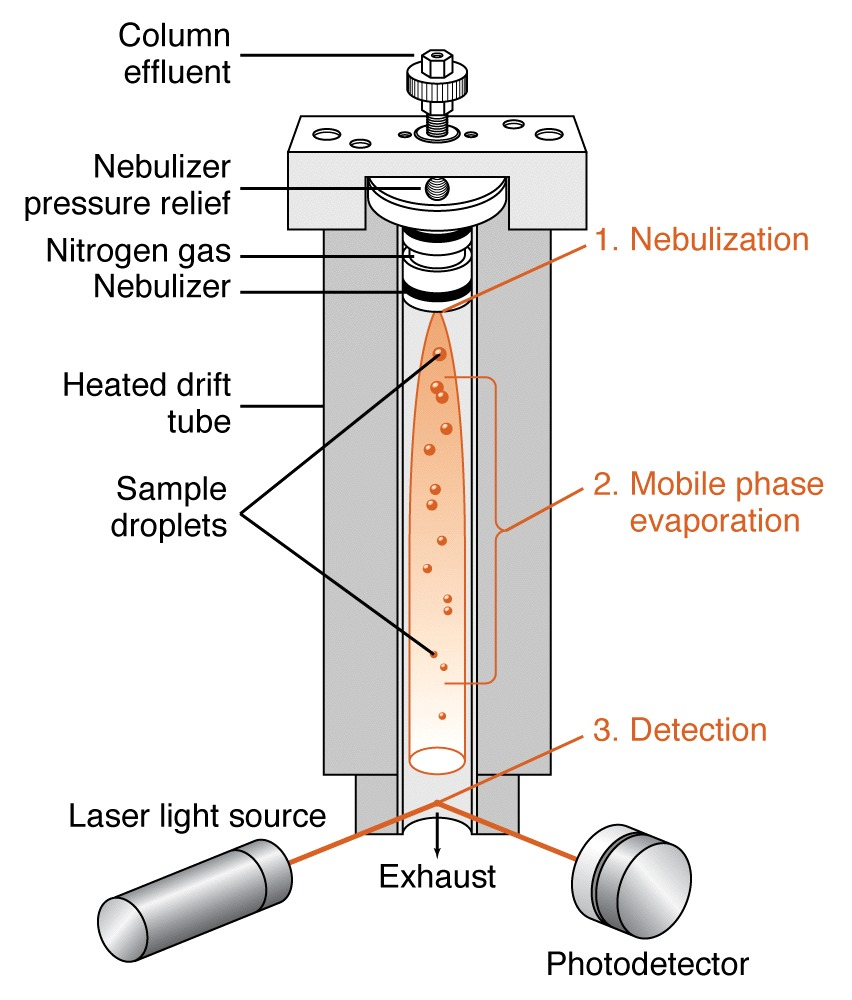 Column
effluent
Nebulizer
pressure relief
Nitrogen gas
Nebulizer
1. Nebulization
Heated drift
tube
Sample
droplets
2. Mobile phase
evaporation
3. Detection
Laser light source
Exhaust
Photodetector